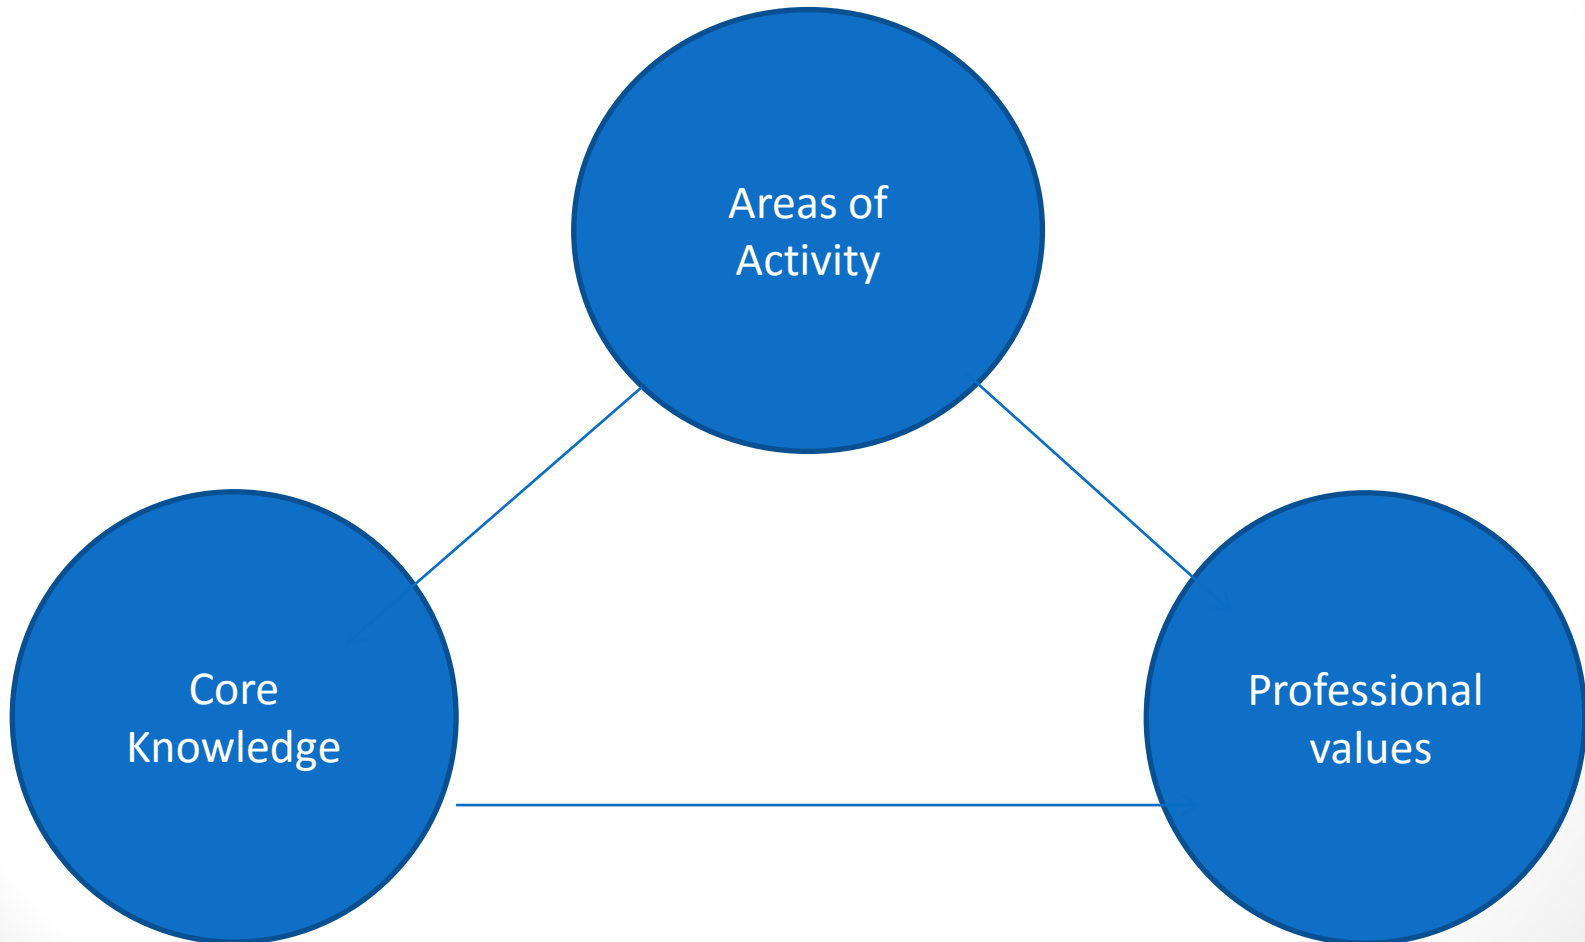 Areas of
Activity
Core
Knowledge
Professional
values